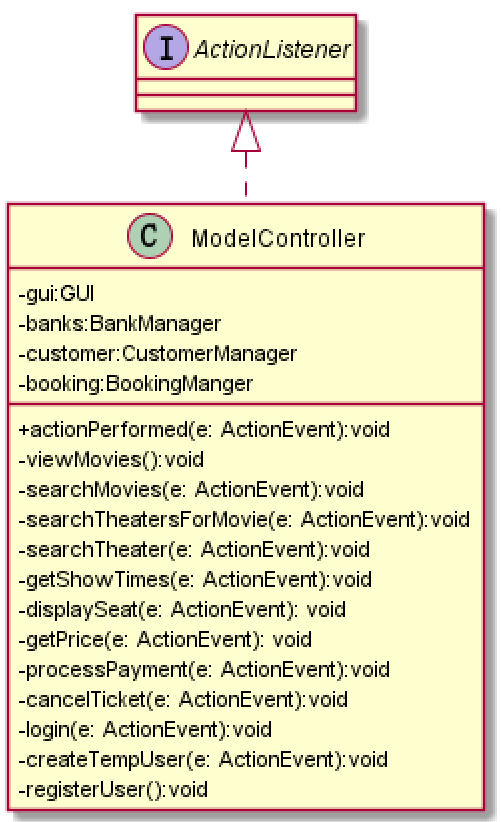 I ActionListener
C ModelController
-gui:GUI
-banks:BankManager
-customer:CustomerManager
-booking:BookingManger
+actionPerformed(e: ActionEvent):void
-viewMovies():void
-searchMovies(e: ActionEvent):void
-searchTheatersForMovie(e: ActionEvent):void
-searchTheater(e: ActionEvent):void
-getShowTimes(e: ActionEvent):void
-displaySeat(e: ActionEvent): void
-getPrice(e: ActionEvent): void
-processPayment(e: ActionEvent):void
-cancelTicket(e: ActionEvent):void
-login(e: ActionEvent):void
-createTempUser(e: ActionEvent):void
-registerUser():void